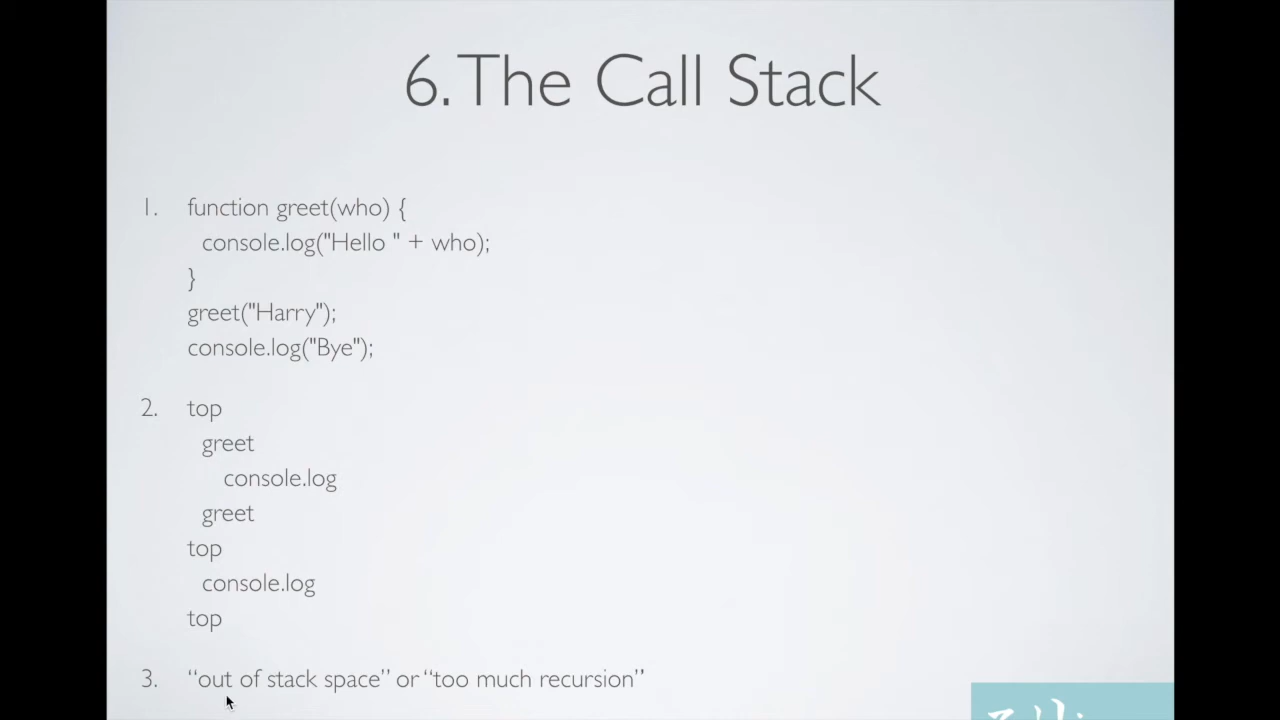 6. The Call Stack
1. function greet(who) {
console.log("Hello " + who);
}
greet("Harry");
console.log("Bye");
2. top
greet
console.log
greet
top
console.log
top
3. “out of stack space” or “too much recursion”